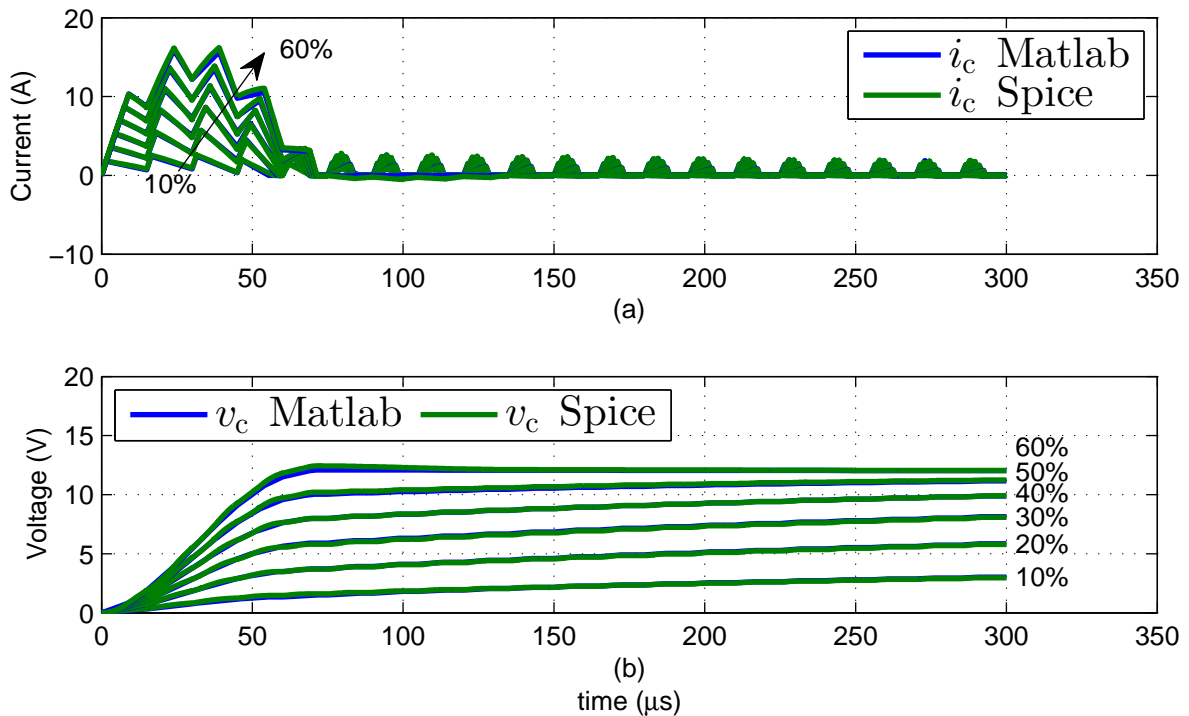 20
10
0
−10
Current (A)
60%
10%
i_c Matlab
i_c Spice
0 50 100 150 200 250 300 350
(a)
20
15
10
5
0
Voltage (V)
v_c Matlab v_c Spice
60%
50%
40%
30%
20%
10%
0 50 100 150 200 250 300 350
(b)
time (μs)